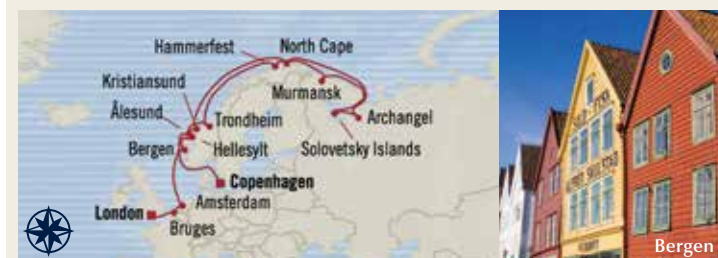 Hammerfest
North Cape
Kristiansund
Murmansk
Ålesund
Trondheim
Archangel
Bergen
Hellesylt
Solovetsky Islands
Copenhagen
London
Amsterdam
Bruges
Bergen